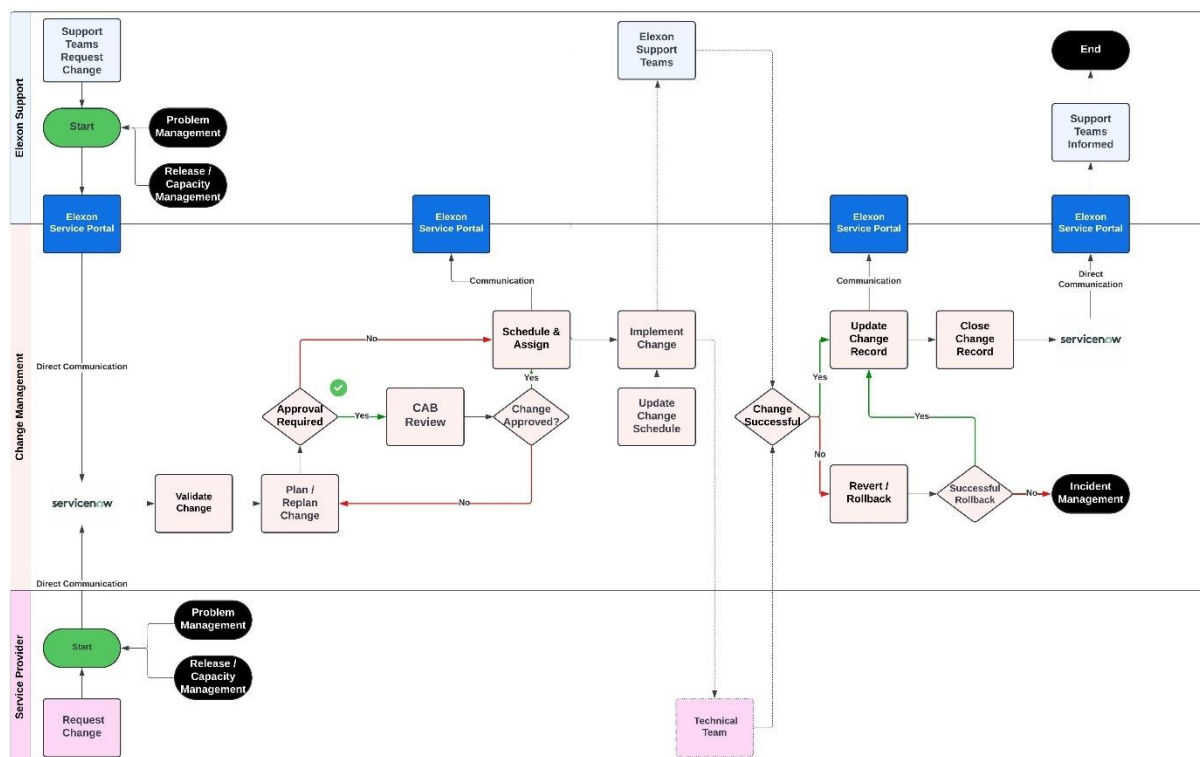 Elexon Support
Support
Teams
Request
Change
Start
Problem
Management
Release /
Capacity
Management
Elexon
Service Portal
Elexon
Service Portal
Elexon
Support
Teams
Elexon
Service Portal
End
Support
Teams
Informed
Elexon
Service Portal
Change Management
Direct Communication
servicenow
Direct Communication
Validate
Change
Plan /
Replan
Change
Approval
Required
No
Yes
CAB
Review
Change
Approved?
Yes
No
Schedule &
Assign
Communication
Implement
Change
Update
Change
Schedule
Change
Successful
Yes
No
Update
Change
Record
Communication
Close
Change
Record
servicenow
Direct
Communication
Revert /
Rollback
Successful
Rollback
Yes
No
Incident
Management
Service Provider
Start
Problem
Management
Release /
Capacity
Management
Request
Change
Technical
Team